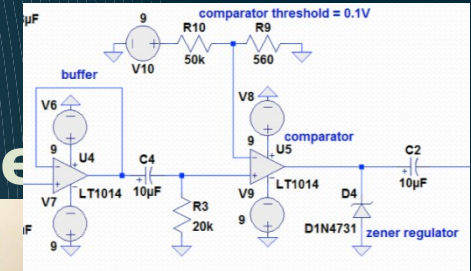 9
comparator threshold = 0.1V
R10
R9
50k
560
V10
buffer
V6
V8
9
U4
C4
LT1014
10µF
V7
9
9
U5
comparator
LT1014
V9
9
R3
20k
C2
10µF
D4
D1N4731
zener regulator
µF
e
F